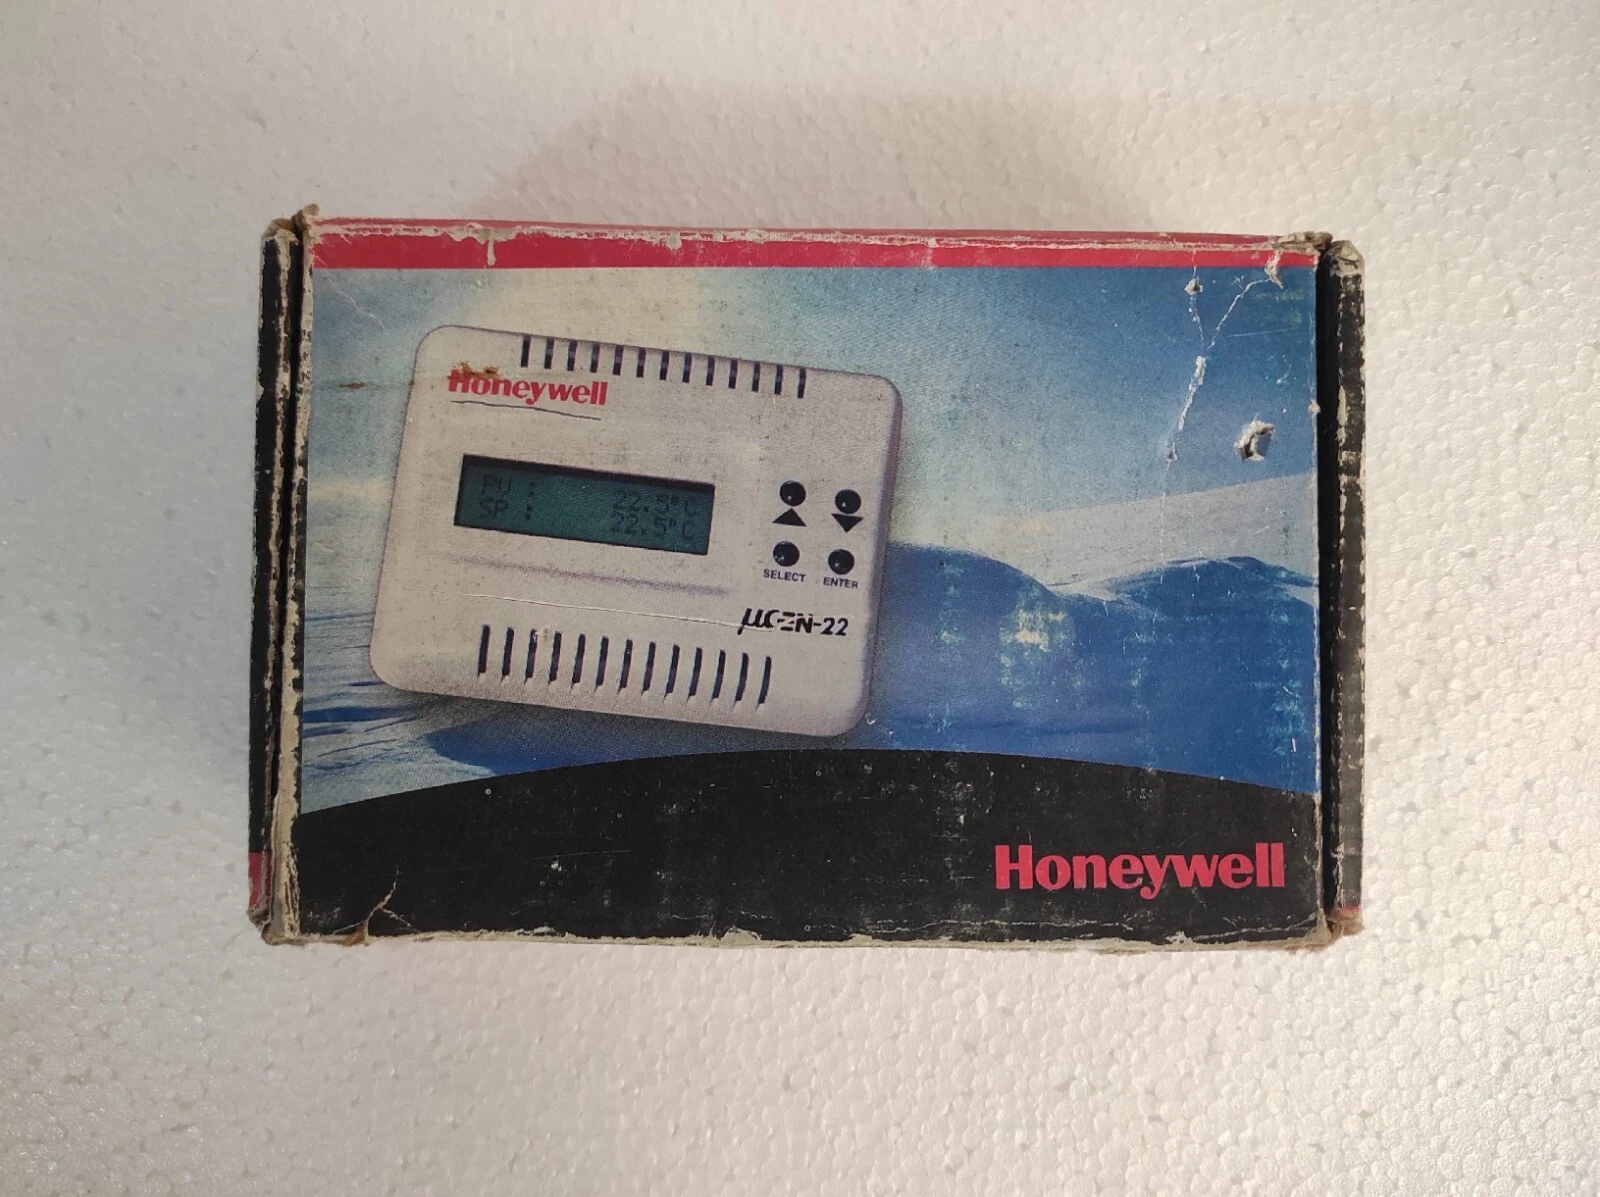 Honeywell
PV : 22.5°C
SP : 22.5°C
SELECT ENTER
µCZN-22
Honeywell